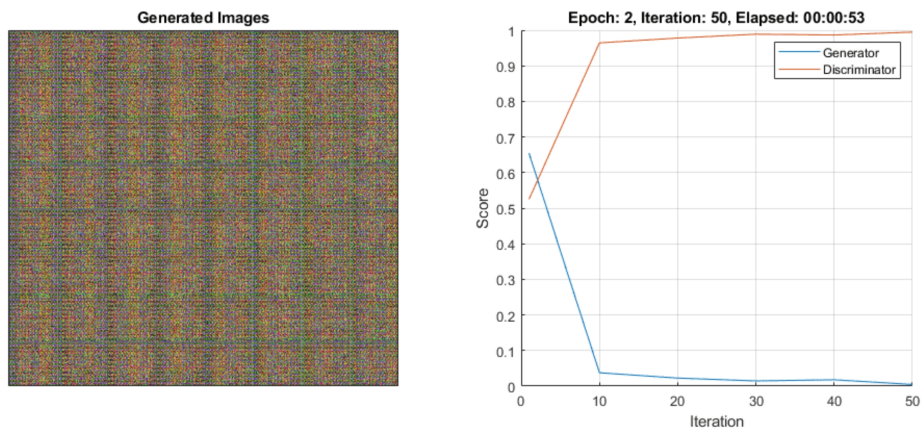 Generated Images
Epoch: 2, Iteration: 50, Elapsed: 00:00:53
1
0.9
0.8
0.7
0.6
0.5
0.4
0.3
0.2
0.1
0
Score
Generator
Discriminator
0 10 20 30 40 50
Iteration